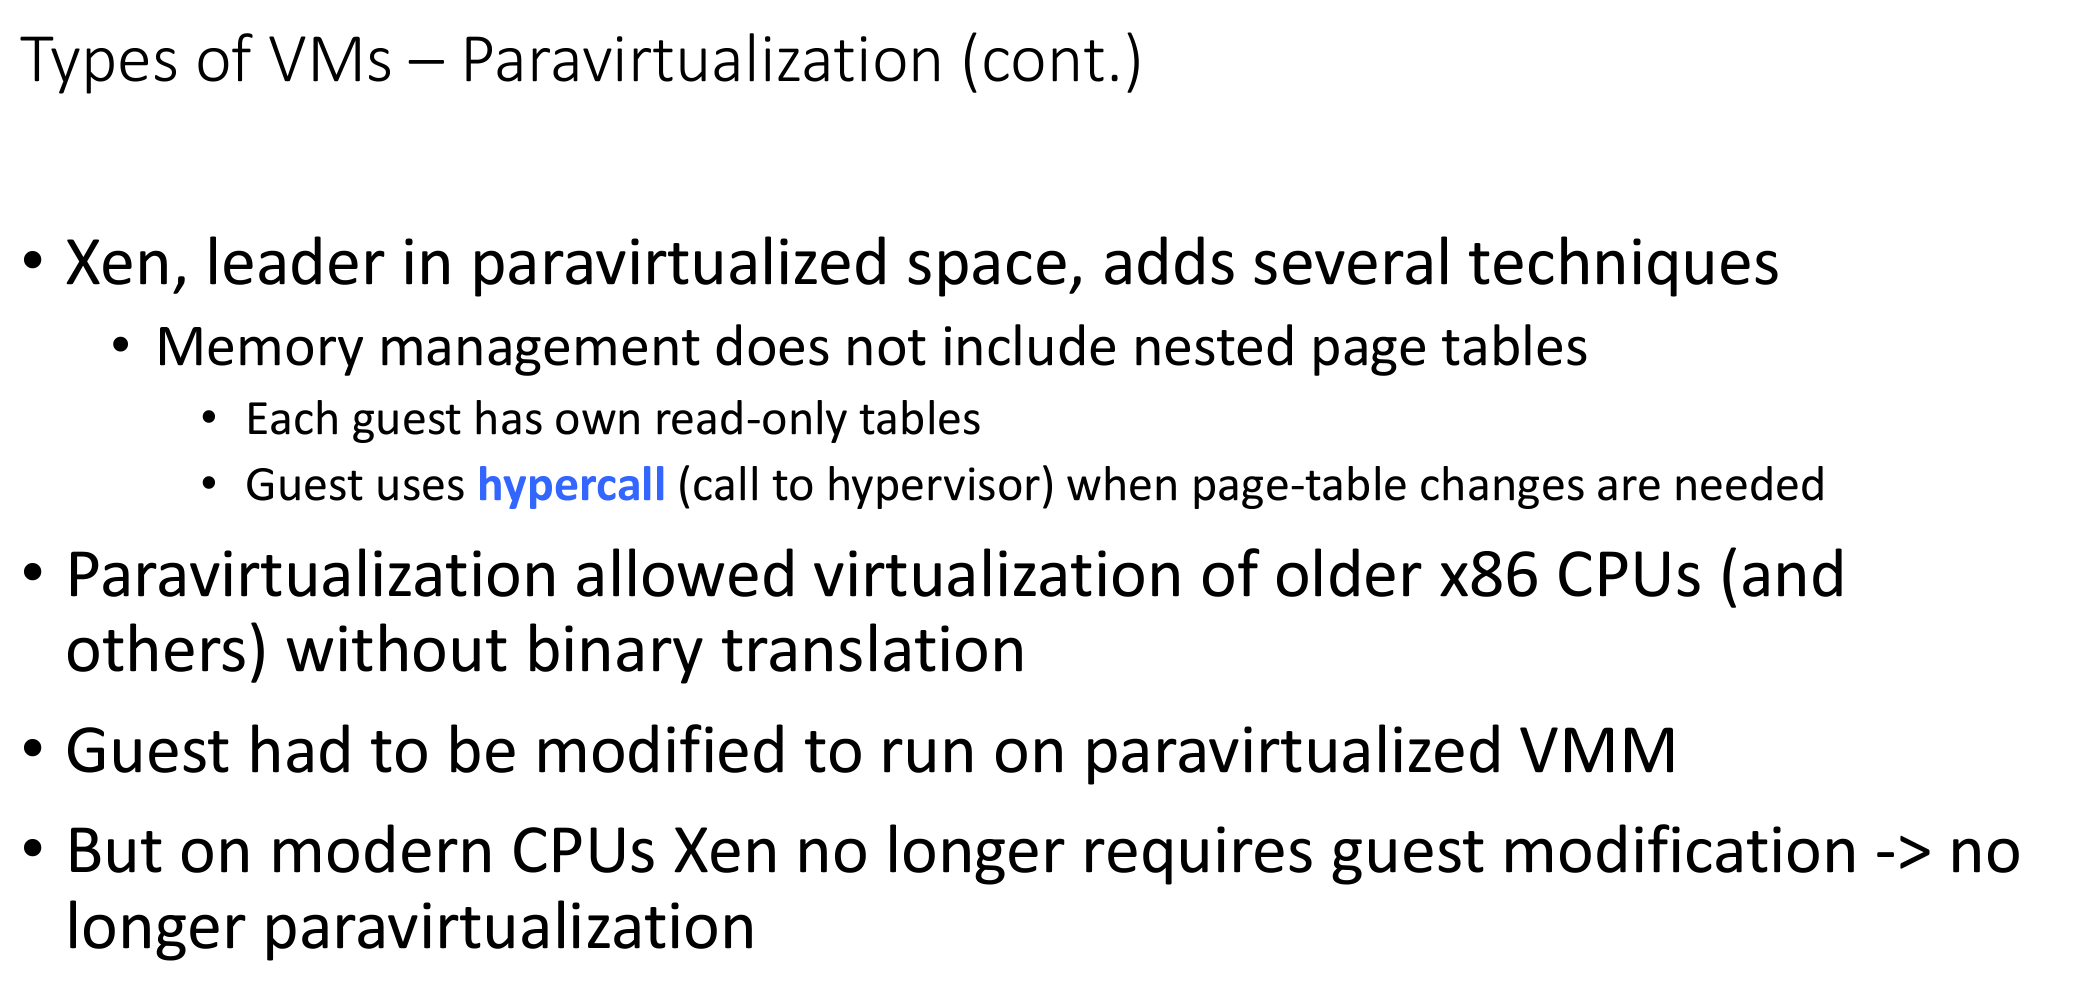 Types of VMs – Paravirtualization (cont.)
• Xen, leader in paravirtualized space, adds several techniques
• Memory management does not include nested page tables
• Each guest has own read-only tables
• Guest uses hypercall (call to hypervisor) when page-table changes are needed
• Paravirtualization allowed virtualization of older x86 CPUs (and
others) without binary translation
• Guest had to be modified to run on paravirtualized VMM
• But on modern CPUs Xen no longer requires guest modification -> no
longer paravirtualization